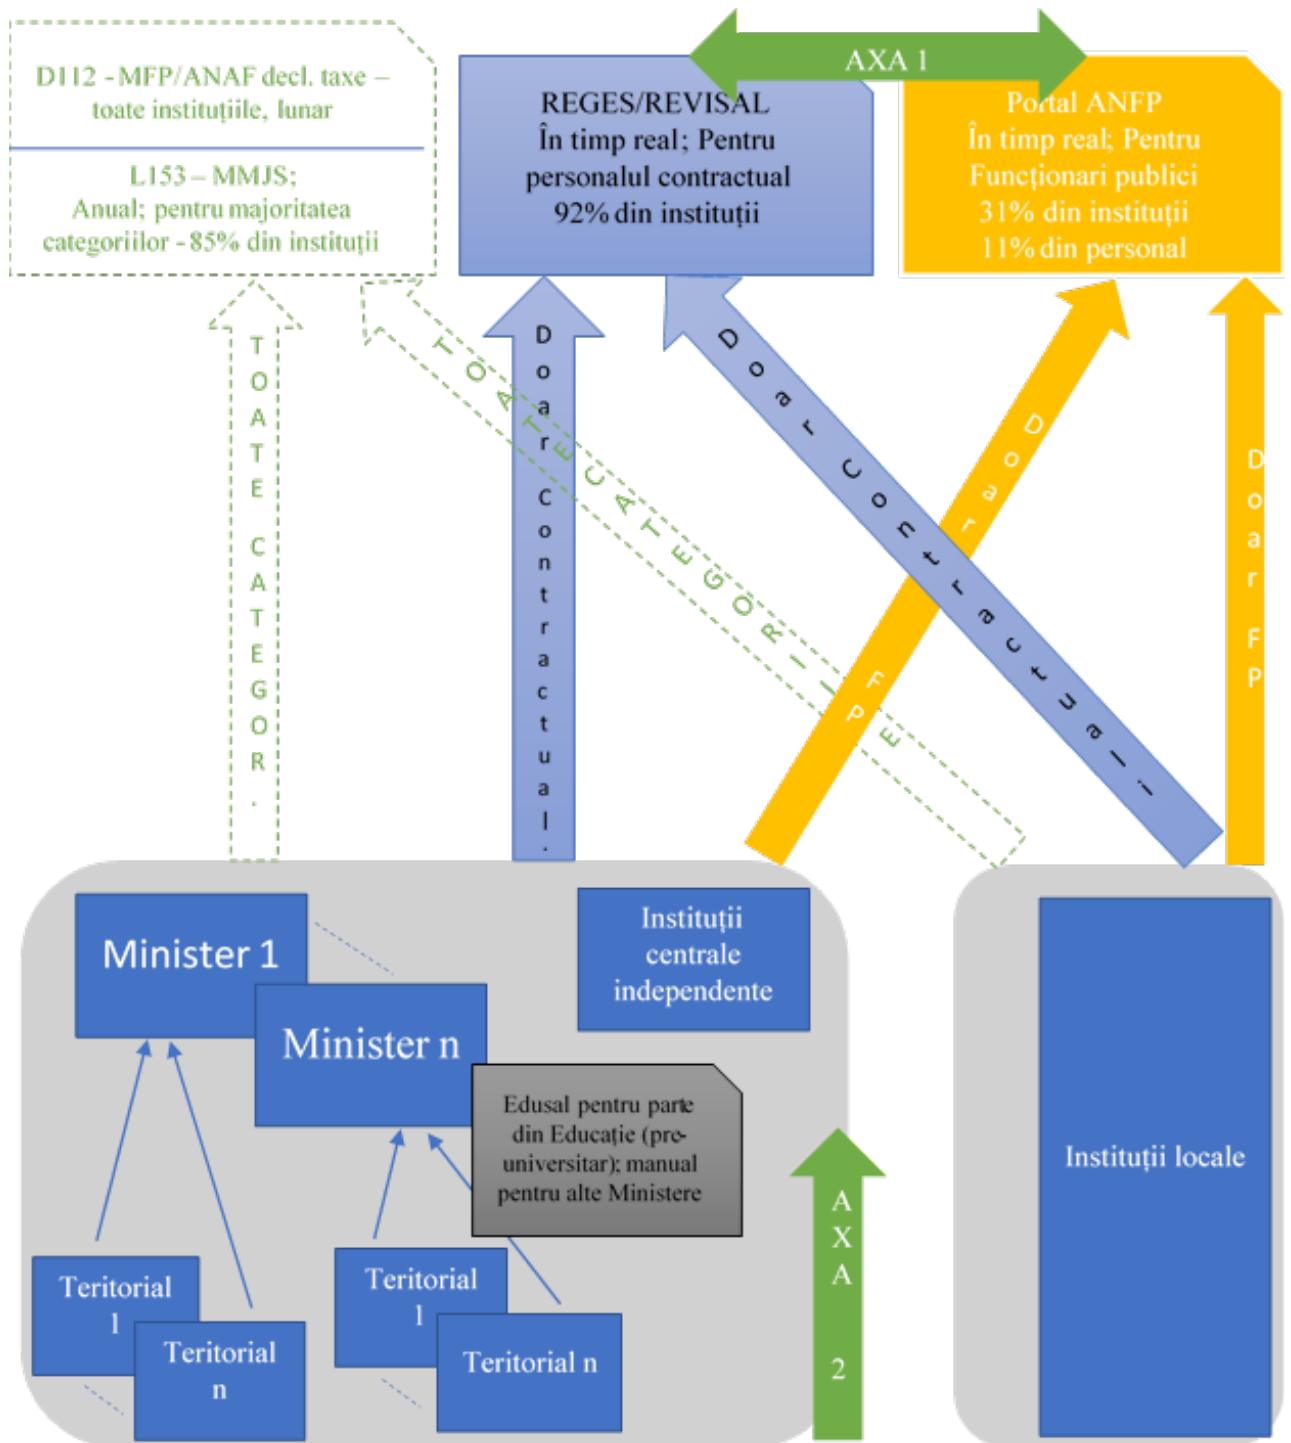 AXA 1
D112 - MFP/ANAF decl. taxe –
toate instituțiile, lunar
L153 – MMJS;
Anual; pentru majoritatea
categoriilor - 85% din instituții
REGES/REVISAL
În timp real; Pentru
personalul contractual
92% din instituții
Portal ANFP
În timp real; Pentru
Funcționari publici
31% din instituții
11% din personal
TOATE CATEGOR.
TOATE CATEGORIILE
Doar Contractual.
Doar Contractuali
Doar FP
Doar FP
Minister 1
Minister n
Instituții
centrale
independente
Edusal pentru parte
din Educație (pre-
universitar); manual
pentru alte Ministere
Teritorial
1
Teritorial
n
Teritorial
1
Teritorial n
AXA 2
Instituții locale